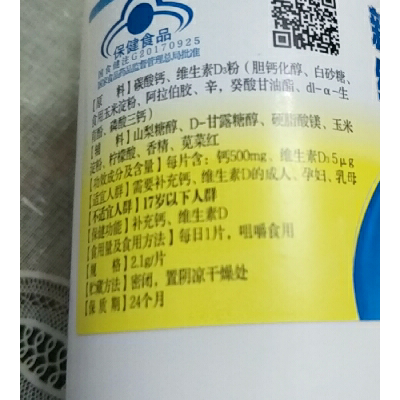 保健食品
国食健注G20170925
国家食品药品监督管理总局批准
【原 料】碳酸钙、维生素D₃粉（胆钙化醇、白砂糖、
食用玉米淀粉、阿拉伯胶、辛，癸酸甘油酯、dl-α-生
育酚、磷酸三钙）
【辅 料】山梨糖醇、D-甘露糖醇、硬脂酸镁、玉米
淀粉、柠檬酸、香精、苋菜红
【功效成分及含量】每片含：钙500mg、维生素D₃5μg
【适宜人群】需要补充钙、维生素D的成人、孕妇、乳母
【不适宜人群】17岁以下人群
【保健功能】补充钙、维生素D
【食用量及食用方法】每日1片，咀嚼食用
【规 格】2.1g/片
【贮藏方法】密闭，置阴凉干燥处
【保 质 期】24个月